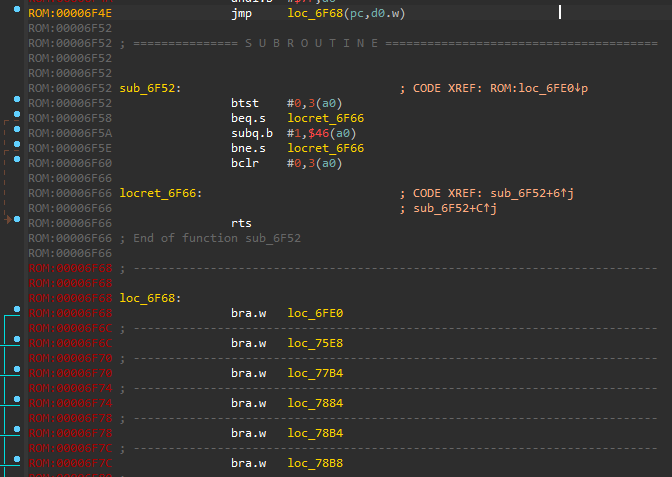 ROM:00006F4E jmp loc_6F68(pc,d0.w)
ROM:00006F52
ROM:00006F52 ; =============== S U B R O U T I N E =======================================
ROM:00006F52
ROM:00006F52
ROM:00006F52 sub_6F52: ; CODE XREF: ROM:loc_6FE0↓p
ROM:00006F52 btst #0,3(a0)
ROM:00006F58 beq.s locret_6F66
ROM:00006F5A subq.b #1,$46(a0)
ROM:00006F5E bne.s locret_6F66
ROM:00006F60 bclr #0,3(a0)
ROM:00006F66
ROM:00006F66 locret_6F66: ; CODE XREF: sub_6F52+6↑j
ROM:00006F66 ; sub_6F52+C↑j
ROM:00006F66 rts
ROM:00006F66 ; End of function sub_6F52
ROM:00006F66
ROM:00006F68 ; ---------------------------------------------------------------------------
ROM:00006F68
ROM:00006F68 loc_6F68:
ROM:00006F68 bra.w loc_6FE0
ROM:00006F6C ; ---------------------------------------------------------------------------
ROM:00006F6C bra.w loc_75E8
ROM:00006F70 ; ---------------------------------------------------------------------------
ROM:00006F70 bra.w loc_77B4
ROM:00006F74 ; ---------------------------------------------------------------------------
ROM:00006F74 bra.w loc_7884
ROM:00006F78 ; ---------------------------------------------------------------------------
ROM:00006F78 bra.w loc_78B4
ROM:00006F7C ; ---------------------------------------------------------------------------
ROM:00006F7C bra.w loc_78B8